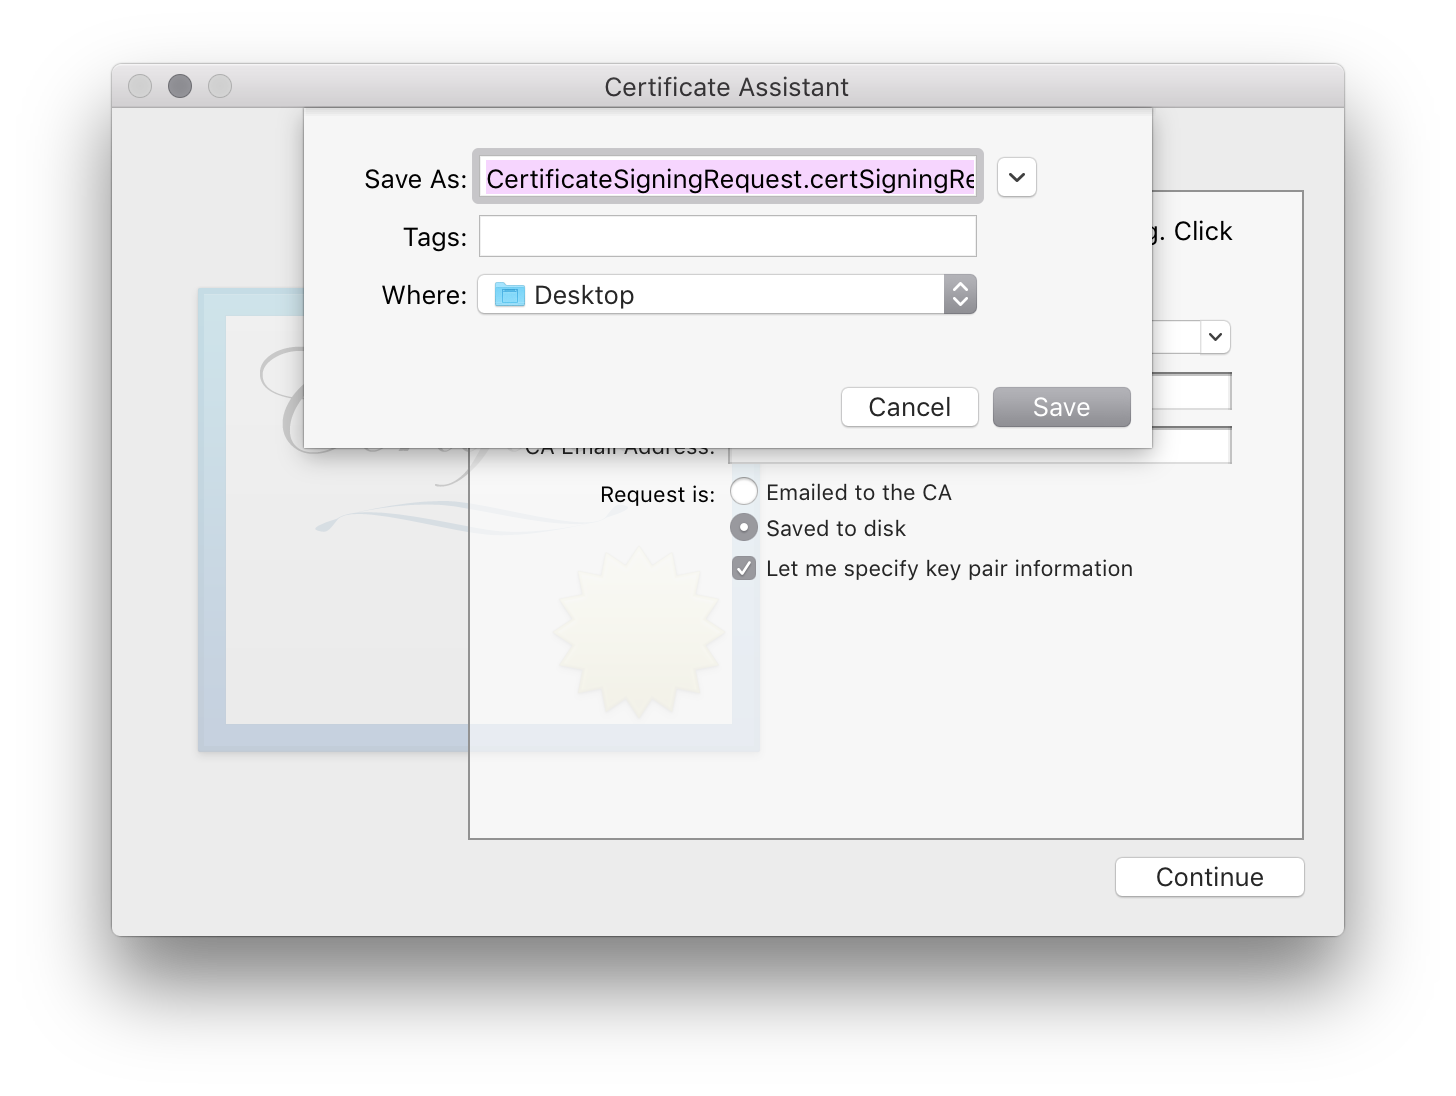 Certificate Assistant
Save As: CertificateSigningRequest.certSigningRe
Tags:
Where: Desktop
Cancel Save
. Click
CA Email Address:
Request is: Emailed to the CA
Saved to disk
Let me specify key pair information
Continue